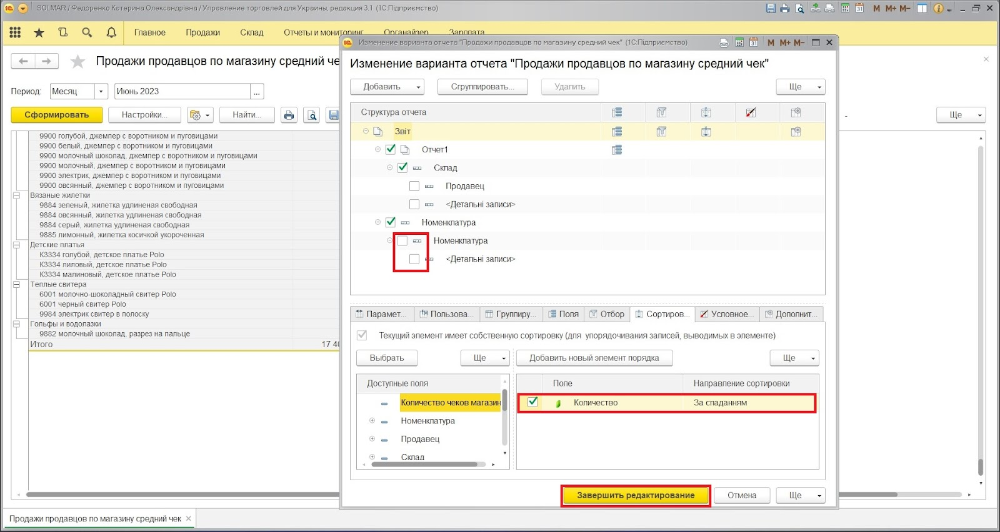 SOLMAR / Федоренко Катерина Олександрівна / Управление торговлей для Украины, редакция 3.1 (1С:Підприємство)
M M+ M−
Главное Продажи Склад Отчеты и мониторинг Органайзер Зарплата
Продажи продавцов по магазину средний че
Период: Месяц Июнь 2023 ...
Сформировать Настройки... Найти... Ще
9900 голубой, джемпер с воротником и пуговицами
9900 белый, джемпер с воротником и пуговицами
9900 молочный шоколад, джемпер с воротником и пуговицами
9900 молочный, джемпер с воротником и пуговицами
9900 электрик, джемпер с воротником и пуговицами
9900 овсянный, джемпер с воротником и пуговицами
Вязаные жилетки
9884 зеленый, жилетка удлиненая свободная
9884 овсянный, жилетка удлиненая свободная
9884 серый, жилетка удлиненая свободная
9885 лимонный, жилетка косичкой укороченная
Детские платья
К3334 голубой, детское платье Polo
К3334 лиловый, детское платье Polo
К3334 малиновый, детское платье Polo
Теплые свитера
6001 молочно-шоколадный свитер Polo
6001 черный свитер Polo
9984 электрик свитер в полоску
Гольфы и водолазки
9882 молочный шоколад, разрез на пальце
Итого 17 40
Изменение варианта отчета "Продажи продавцов по магазину средний чек" (1С:Підприємство)
M M+ M−
Изменение варианта отчета "Продажи продавцов по магазину средний чек"
Добавить Сгруппировать... Удалить Ще
Структура отчета
Звіт
Отчет1
Склад
Продавец
<Детальні записи>
Номенклатура
Номенклатура
<Детальні записи>
Парамет... Пользова... Группиру... Поля Отбор Сортиров... Условное... Дополнит...
Текущий элемент имеет собственную сортировку (для упорядочивания записей, выводимых в элементе)
Выбрать Ще Добавить новый элемент порядка Ще
Доступные поля Поле Направление сортировки
Количество чеков магазин Количество За спаданням
Номенклатура
Продавец
Склад
Завершить редактирование Отмена Ще
Продажи продавцов по магазину средний чек